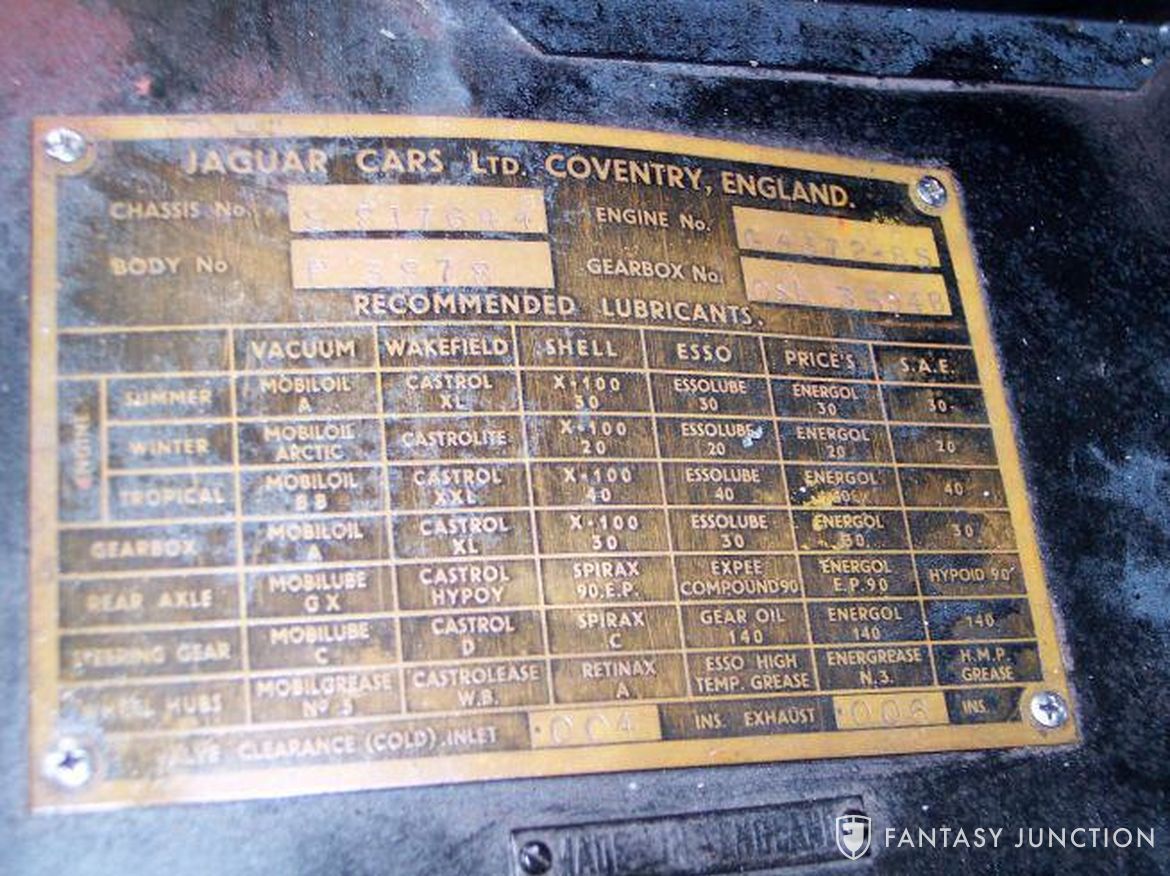 JAGUAR CARS LTD. COVENTRY, ENGLAND.
CHASSIS No. ENGINE No.
BODY No P 3878 GEARBOX No.
RECOMMENDED LUBRICANTS.
VACUUM WAKEFIELD SHELL ESSO PRICE'S S.A.E.
ENGINE
SUMMER MOBILOIL A CASTROL XL X-100 30 ESSOLUBE 30 ENERGOL 30 30
WINTER MOBILOIL ARCTIC CASTROLITE X-100 20 ESSOLUBE 20 ENERGOL 20 20
TROPICAL MOBILOIL BB CASTROL XXL X-100 40 ESSOLUBE 40 ENERGOL 40 40
GEARBOX MOBILOIL A CASTROL XL X-100 30 ESSOLUBE 30 ENERGOL 30 30
REAR AXLE MOBILUBE GX CASTROL HYPOY SPIRAX 90.E.P. EXPEE COMPOUND 90 ENERGOL E.P.90 HYPOID 90
STEERING GEAR MOBILUBE C CASTROL D SPIRAX C GEAR OIL 140 ENERGOL 140 140
WHEEL HUBS MOBILGREASE No 5 CASTROLEASE W.B. RETINAX A ESSO HIGH TEMP. GREASE ENERGREASE N.3. H.M.P. GREASE
VALVE CLEARANCE (COLD). INLET .004 INS. EXHAUST .006 INS.
FANTASY JUNCTION